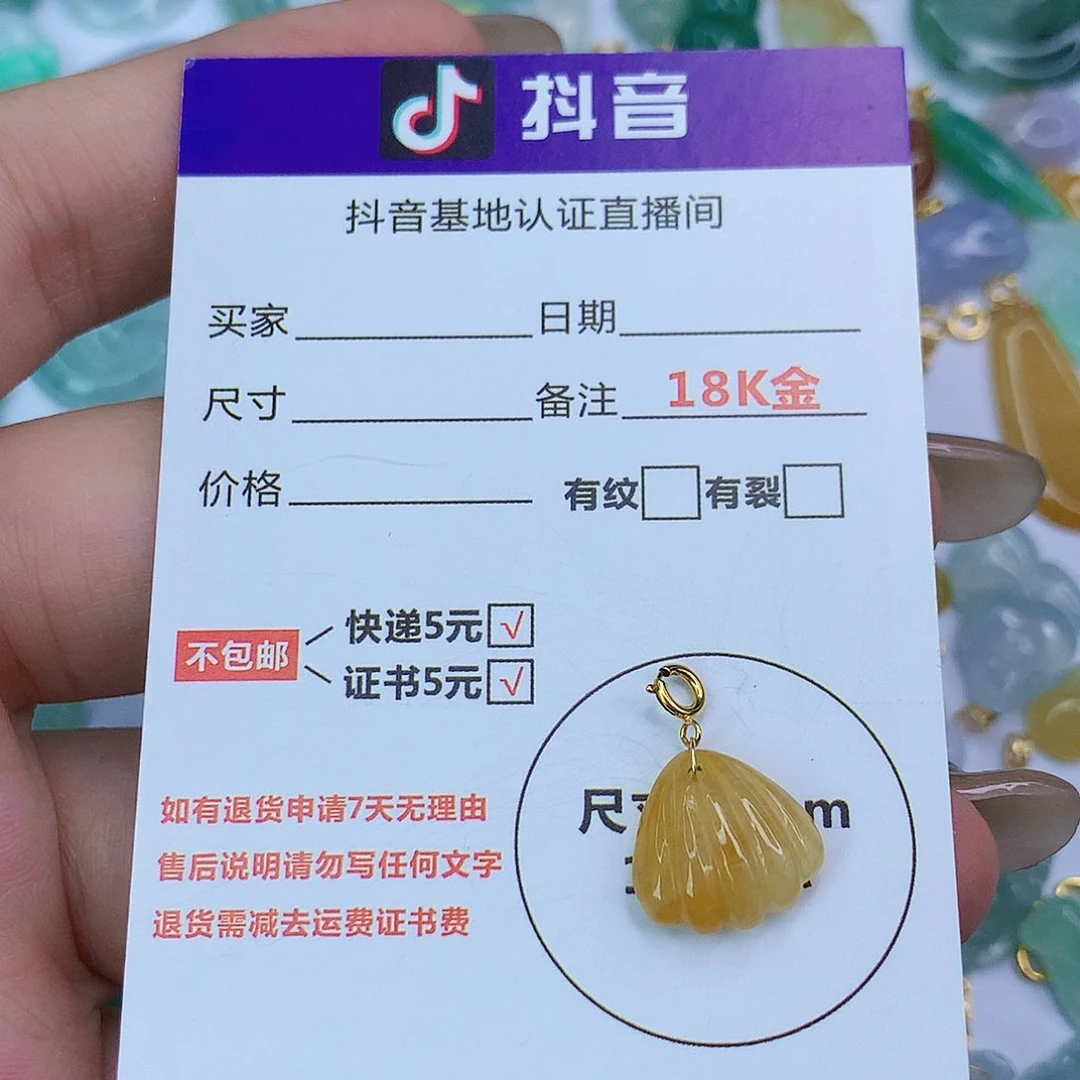 抖音
抖音基地认证直播间
买家 日期
尺寸 备注 18K金
价格 有纹 有裂
不包邮
快递5元 √
证书5元 √
如有退货申请7天无理由
售后说明请勿写任何文字
退货需减去运费证书费
尺 m